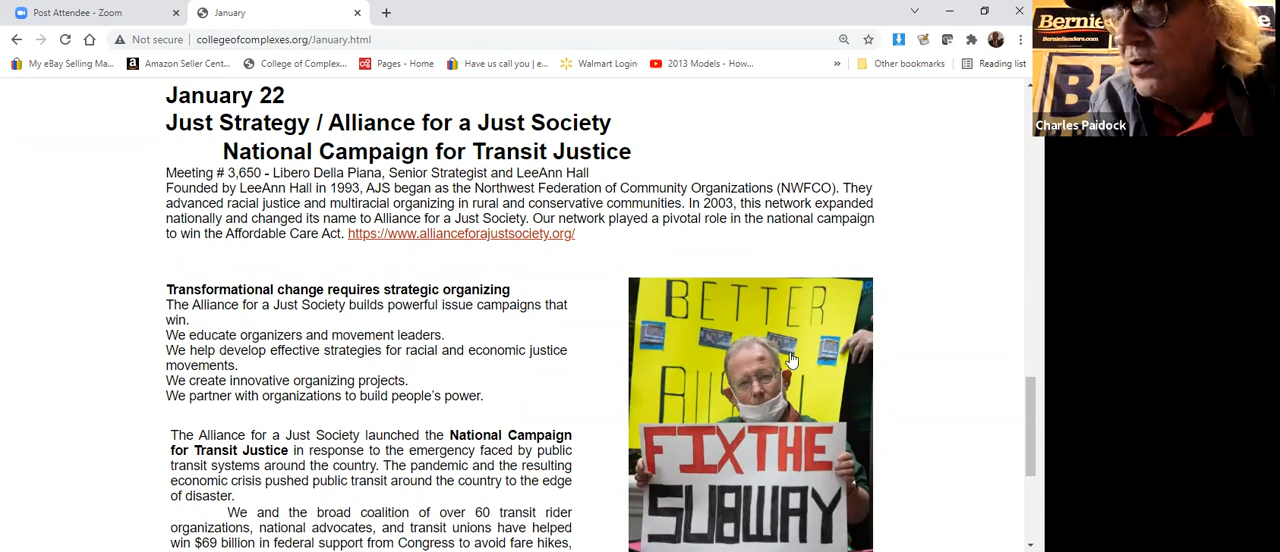 Post Attendee - Zoom
January
Not secure
collegeofcomplexes.org/January.html
My eBay Selling Ma...
Amazon Seller Cent...
College of Complex...
Pages - Home
Have us call you | e...
Walmart Login
2013 Models - How...
»
Other bookmarks
Reading list
January 22
Just Strategy / Alliance for a Just Society
National Campaign for Transit Justice
Meeting # 3,650 - Libero Della Piana, Senior Strategist and LeeAnn Hall
Founded by LeeAnn Hall in 1993, AJS began as the Northwest Federation of Community Organizations (NWFCO). They
advanced racial justice and multiracial organizing in rural and conservative communities. In 2003, this network expanded
nationally and changed its name to Alliance for a Just Society. Our network played a pivotal role in the national campaign
to win the Affordable Care Act. https://www.allianceforajustsociety.org/
Transformational change requires strategic organizing
The Alliance for a Just Society builds powerful issue campaigns that
win.
We educate organizers and movement leaders.
We help develop effective strategies for racial and economic justice
movements.
We create innovative organizing projects.
We partner with organizations to build people's power.
The Alliance for a Just Society launched the National Campaign
for Transit Justice in response to the emergency faced by public
transit systems around the country. The pandemic and the resulting
economic crisis pushed public transit around the country to the edge
of disaster.
We and the broad coalition of over 60 transit rider
organizations, national advocates, and transit unions have helped
win $69 billion in federal support from Congress to avoid fare hikes,
BETTER
FIX THE
SUBWAY
Bernie
BernieSanders.com
Charles Paidock